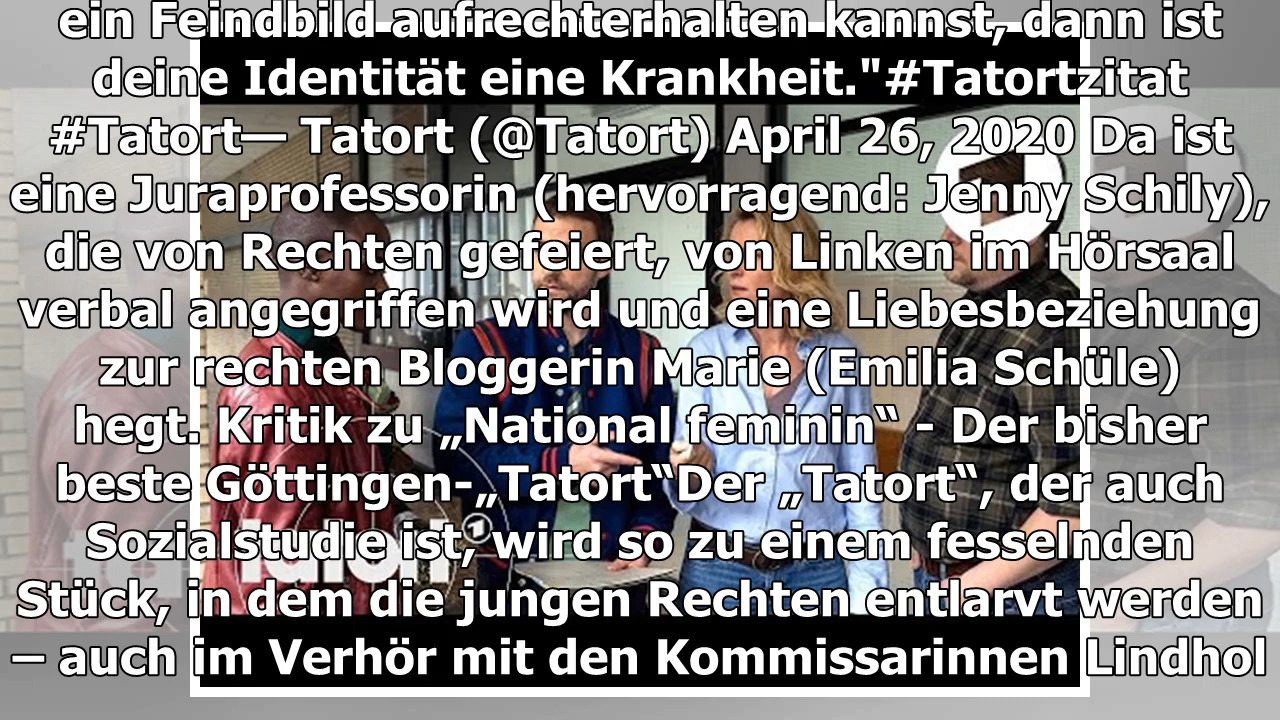 ein Feindbild aufrechterhalten kannst, dann ist
deine Identität eine Krankheit."#Tatortzitat
#Tatort— Tatort (@Tatort) April 26, 2020 Da ist
eine Juraprofessorin (hervorragend: Jenny Schily),
die von Rechten gefeiert, von Linken im Hörsaal
verbal angegriffen wird und eine Liebesbeziehung
zur rechten Bloggerin Marie (Emilia Schüle)
hegt. Kritik zu „National feminin“ - Der bisher
beste Göttingen-„Tatort“Der „Tatort“, der auch
Sozialstudie ist, wird so zu einem fesselnden
Stück, in dem die jungen Rechten entlarvt werden
– auch im Verhör mit den Kommissarinnen Lindhol